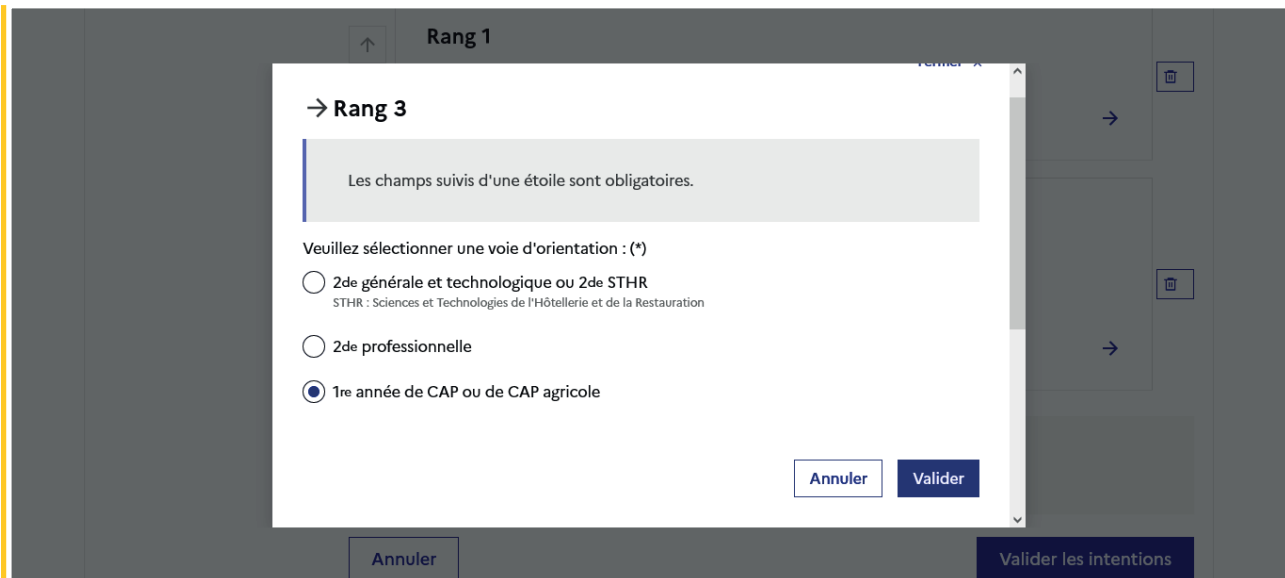 Rang 1
Fermer ×
→ Rang 3
Les champs suivis d'une étoile sont obligatoires.
Veuillez sélectionner une voie d'orientation : (*)
2de générale et technologique ou 2de STHR
STHR : Sciences et Technologies de l'Hôtellerie et de la Restauration
2de professionnelle
1re année de CAP ou de CAP agricole
Annuler
Valider
Annuler
Valider les intentions